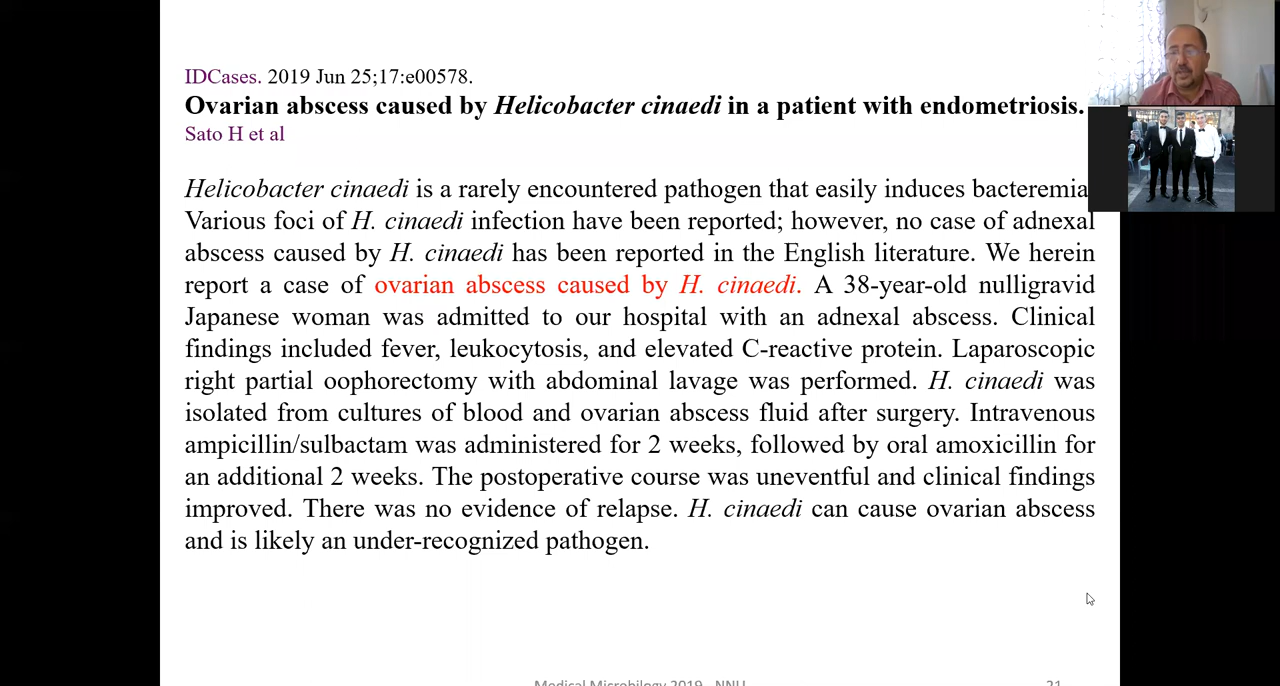 IDCases. 2019 Jun 25;17:e00578.
Ovarian abscess caused by Helicobacter cinaedi in a patient with endometriosis.
Sato H et al
Helicobacter cinaedi is a rarely encountered pathogen that easily induces bacteremia
Various foci of H. cinaedi infection have been reported; however, no case of adnexal
abscess caused by H. cinaedi has been reported in the English literature. We herein
report a case of ovarian abscess caused by H. cinaedi. A 38-year-old nulligravid
Japanese woman was admitted to our hospital with an adnexal abscess. Clinical
findings included fever, leukocytosis, and elevated C-reactive protein. Laparoscopic
right partial oophorectomy with abdominal lavage was performed. H. cinaedi was
isolated from cultures of blood and ovarian abscess fluid after surgery. Intravenous
ampicillin/sulbactam was administered for 2 weeks, followed by oral amoxicillin for
an additional 2 weeks. The postoperative course was uneventful and clinical findings
improved. There was no evidence of relapse. H. cinaedi can cause ovarian abscess
and is likely an under-recognized pathogen.
Medical Microbilogy 2019 - NNU
21